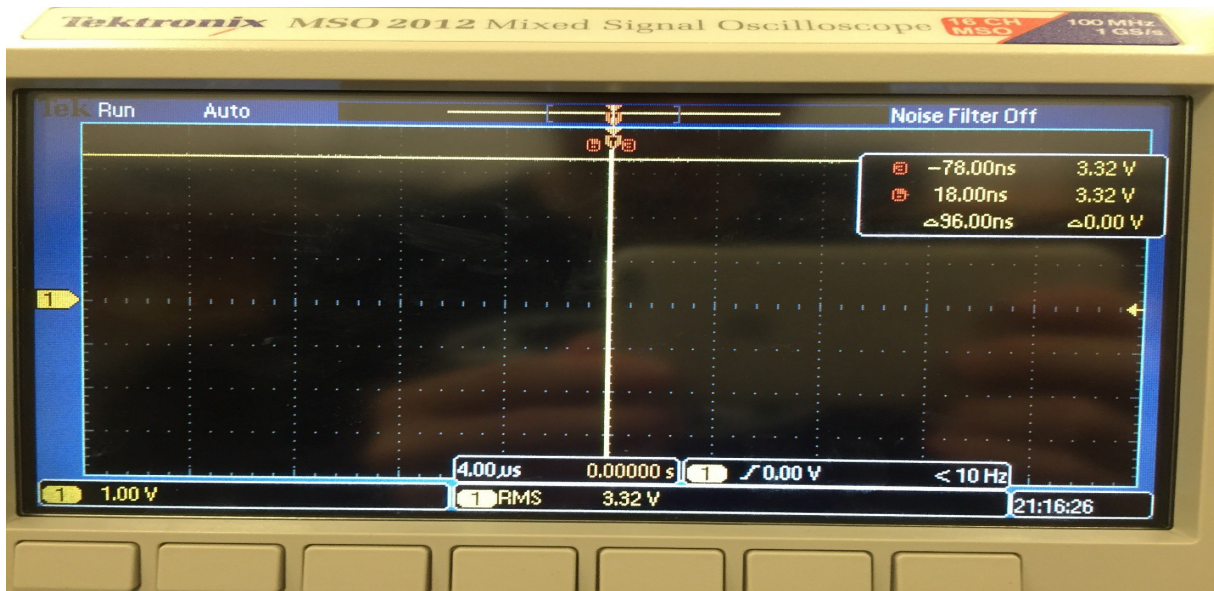 Tektronix MSO 2012 Mixed Signal Oscilloscope 16 CH MSO 100 MHz 1 GS/s
Tek Run Auto Noise Filter Off
a -78.00ns 3.32 V
b 18.00ns 3.32 V
△96.00ns △0.00 V
1
4.00 µs 0.00000 s 1 0.00 V < 10 Hz
1 1.00 V 1 RMS 3.32 V 21:16:26